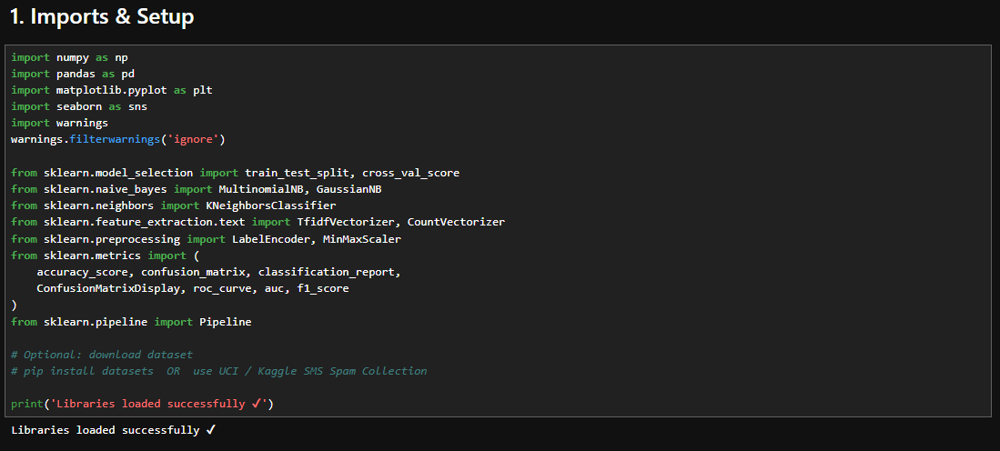 1. Imports & Setup
import numpy as np
import pandas as pd
import matplotlib.pyplot as plt
import seaborn as sns
import warnings
warnings.filterwarnings('ignore')

from sklearn.model_selection import train_test_split, cross_val_score
from sklearn.naive_bayes import MultinomialNB, GaussianNB
from sklearn.neighbors import KNeighborsClassifier
from sklearn.feature_extraction.text import TfidfVectorizer, CountVectorizer
from sklearn.preprocessing import LabelEncoder, MinMaxScaler
from sklearn.metrics import (
    accuracy_score, confusion_matrix, classification_report,
    ConfusionMatrixDisplay, roc_curve, auc, f1_score
)
from sklearn.pipeline import Pipeline

# Optional: download dataset
# pip install datasets  OR  use UCI / Kaggle SMS Spam Collection

print('Libraries loaded successfully ✓')
Libraries loaded successfully ✓